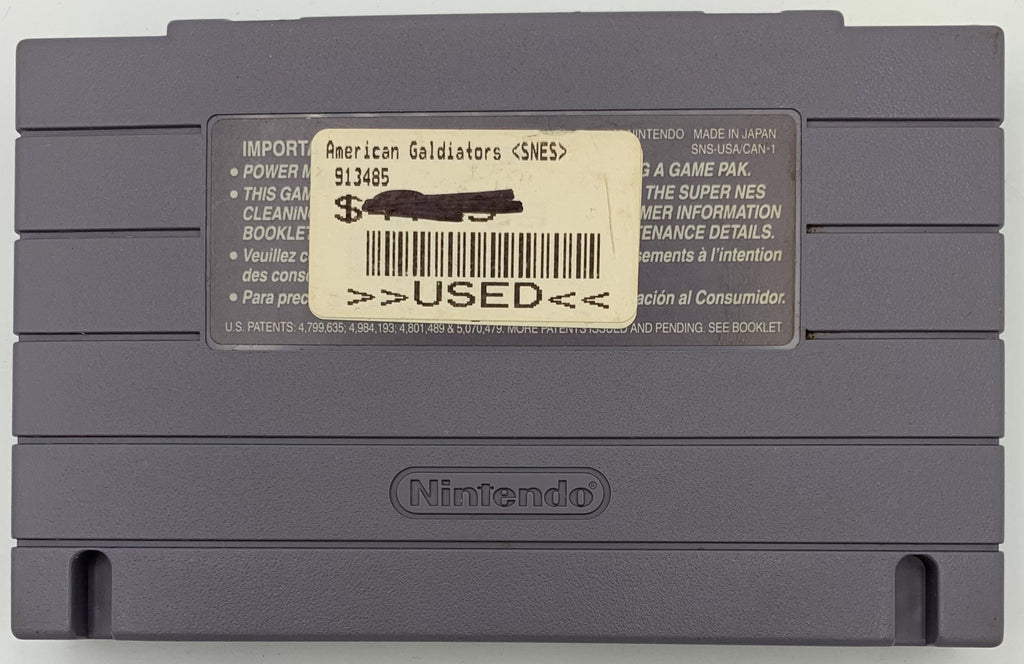 American Galdiators <SNES>
913485
$
>>USED<<
IMPORTA
NINTENDO MADE IN JAPAN
SNS-USA/CAN-1
• POWER M G A GAME PAK.
• THIS GAM THE SUPER NES
CLEANING MER INFORMATION
BOOKLET TENANCE DETAILS.
• Veuillez c sements à l'intention
des cons
• Para prec ación al Consumidor.
U.S. PATENTS: 4,799,635; 4,984,193; 4,801,489 & 5,070,479. MORE PATENTS ISSUED AND PENDING. SEE BOOKLET.
Nintendo®